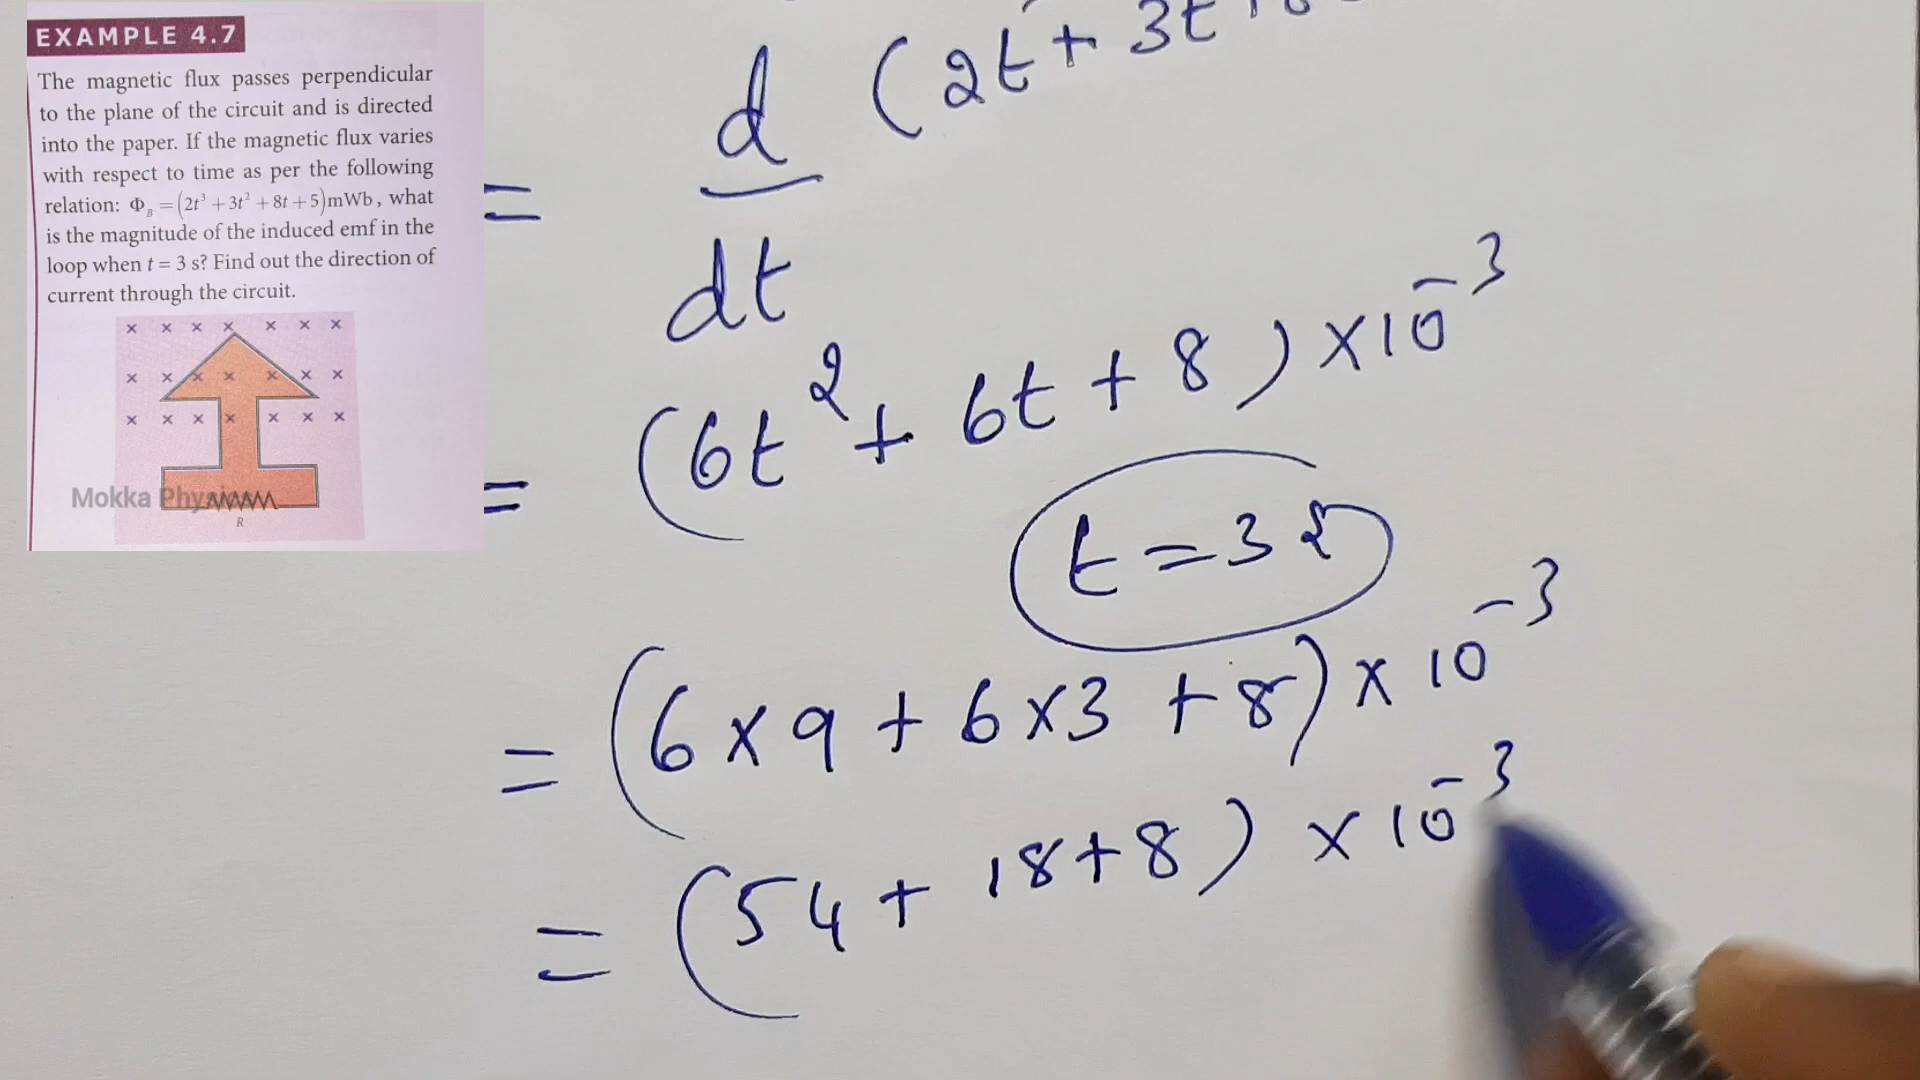 EXAMPLE 4.7
The magnetic flux passes perpendicular
to the plane of the circuit and is directed
into the paper. If the magnetic flux varies
with respect to time as per the following
relation: Φ_B = (2t³ + 3t² + 8t + 5) mWb, what
is the magnitude of the induced emf in the
loop when t = 3 s? Find out the direction of
current through the circuit.
× × × × × × ×
× × × × × × ×
× × × × × × ×
Mokka Physics
R
= d/dt (2t + 3t + 8
= (6t² + 6t + 8) × 10⁻³
t = 3 s
= (6 × 9 + 6 × 3 + 8) × 10⁻³
= (54 + 18 + 8) × 10⁻³